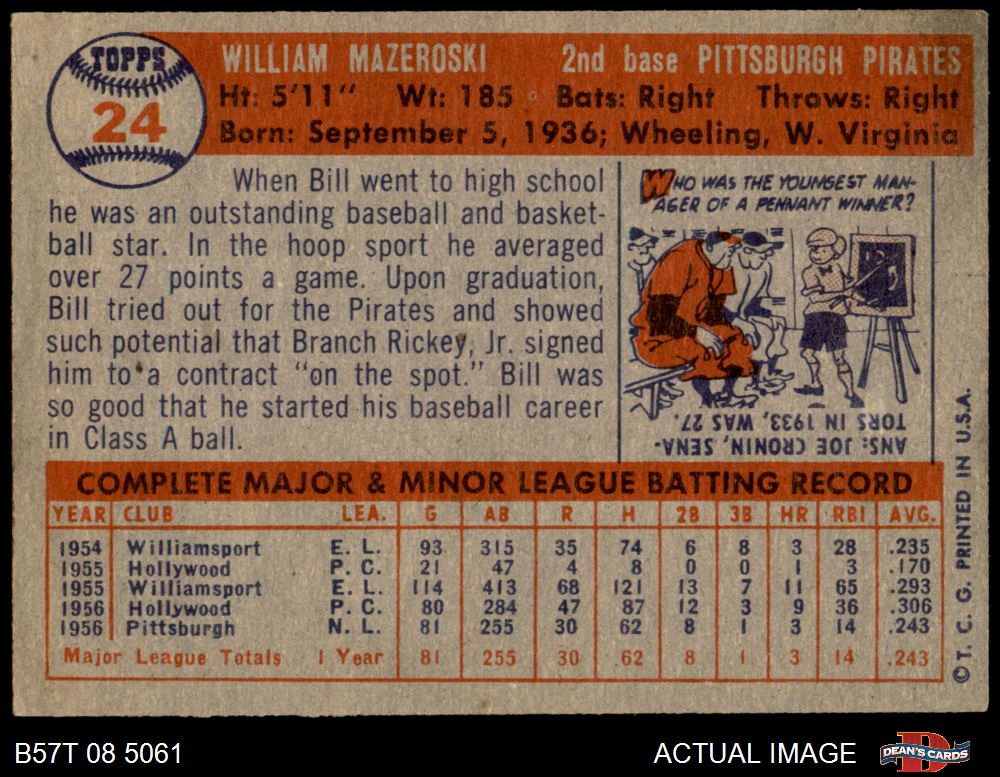 TOPPS
24
WILLIAM MAZEROSKI 2nd base PITTSBURGH PIRATES
Ht: 5'11" Wt: 185 Bats: Right Throws: Right
Born: September 5, 1936; Wheeling, W. Virginia
When Bill went to high school
he was an outstanding baseball and basket-
ball star. In the hoop sport he averaged
over 27 points a game. Upon graduation,
Bill tried out for the Pirates and showed
such potential that Branch Rickey, Jr. signed
him to a contract "on the spot." Bill was
so good that he started his baseball career
in Class A ball.
WHO WAS THE YOUNGEST MAN-
AGER OF A PENNANT WINNER?
ANS: JOE CRONIN, SENA-
TORS IN 1933, WAS 27.
COMPLETE MAJOR & MINOR LEAGUE BATTING RECORD
YEAR CLUB LEA. G AB R H 2B 3B HR RBI AVG.
1954 Williamsport E. L. 93 315 35 74 6 8 3 28 .235
1955 Hollywood P. C. 21 47 4 8 0 0 1 3 .170
1955 Williamsport E. L. 114 413 68 121 13 7 11 65 .293
1956 Hollywood P. C. 80 284 47 87 12 3 9 36 .306
1956 Pittsburgh N. L. 81 255 30 62 8 1 3 14 .243
Major League Totals 1 Year 81 255 30 62 8 1 3 14 .243
©T. C. G. PRINTED IN U.S.A.
B57T 08 5061
ACTUAL IMAGE
DEAN'S CARDS